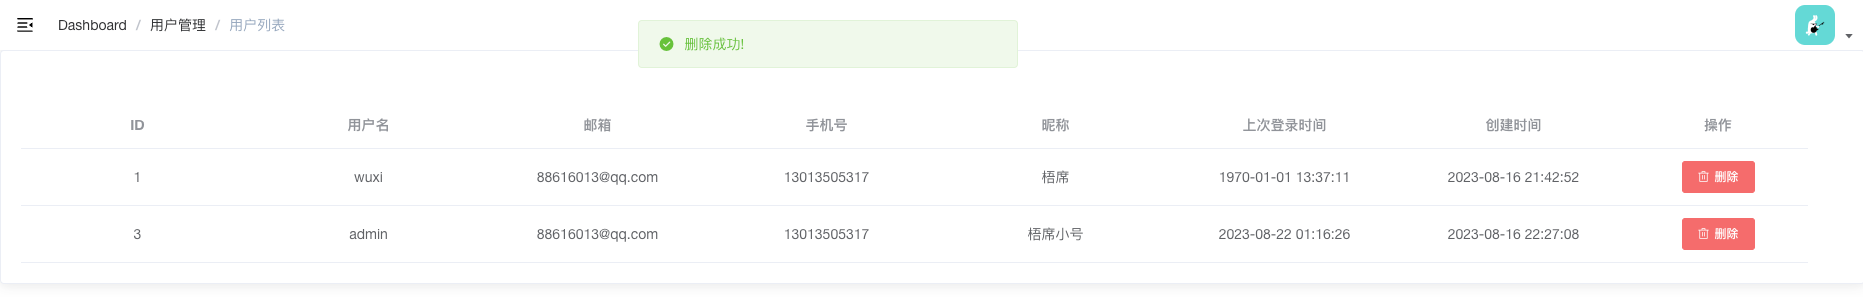 Dashboard / 用户管理 / 用户列表
删除成功!
ID 用户名 邮箱 手机号 昵称 上次登录时间 创建时间 操作
1 wuxi 88616013@qq.com 13013505317 梧席 1970-01-01 13:37:11 2023-08-16 21:42:52 删除
3 admin 88616013@qq.com 13013505317 梧席小号 2023-08-22 01:16:26 2023-08-16 22:27:08 删除